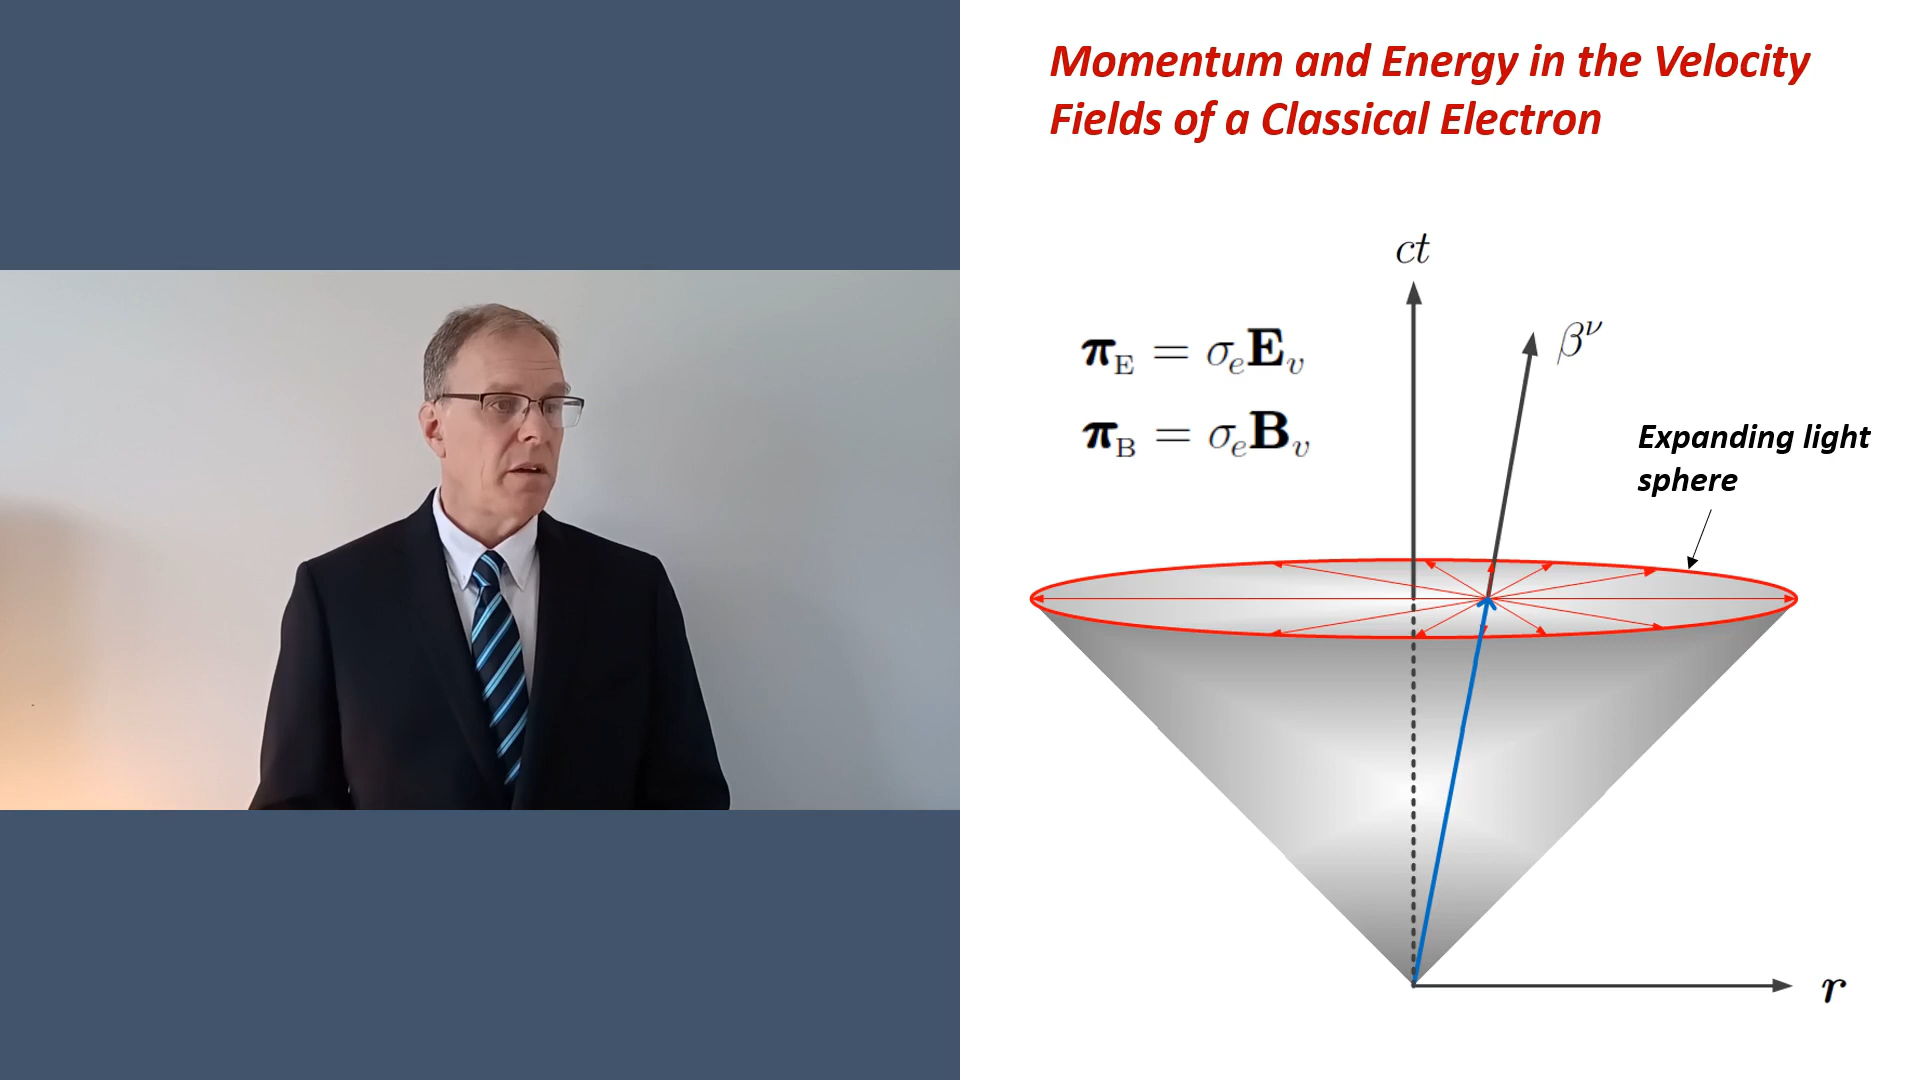 Momentum and Energy in the Velocity
Fields of a Classical Electron
ct
𝝅_E = σ_e 𝐄_v
β^ν
𝝅_B = σ_e 𝐁_v
Expanding light
sphere
r